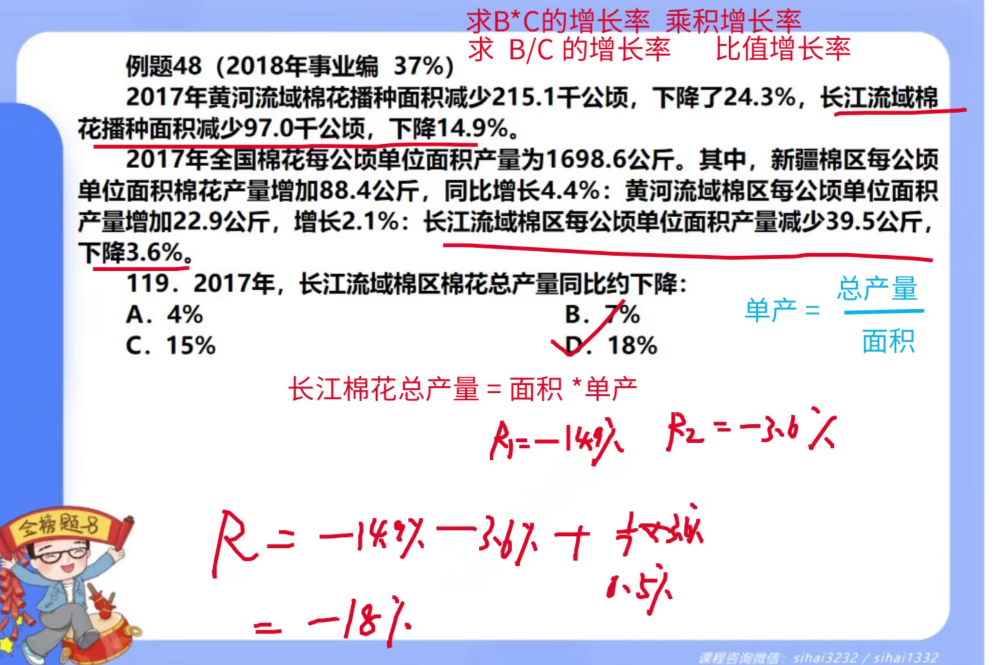 求B*C的增长率 乘积增长率
求 B/C 的增长率 比值增长率
例题48（2018年事业编 37%）
2017年黄河流域棉花播种面积减少215.1千公顷，下降了24.3%，长江流域棉
花播种面积减少97.0千公顷，下降14.9%。
2017年全国棉花每公顷单位面积产量为1698.6公斤。其中，新疆棉区每公顷
单位面积棉花产量增加88.4公斤，同比增长4.4%：黄河流域棉区每公顷单位面积
产量增加22.9公斤，增长2.1%：长江流域棉区每公顷单位面积产量减少39.5公斤，
下降3.6%。
119．2017年，长江流域棉区棉花总产量同比约下降：
A．4% B．7%
C．15% D．18%
单产 = 总产量
面积
长江棉花总产量 = 面积 *单产
R1=-14.9% R2=-3.6%
R = -14.9% - 3.6% + 1/7×3.6%
0.5%
= -18%
金榜题-8
课程咨询微信：sihai3232 / sihai1332